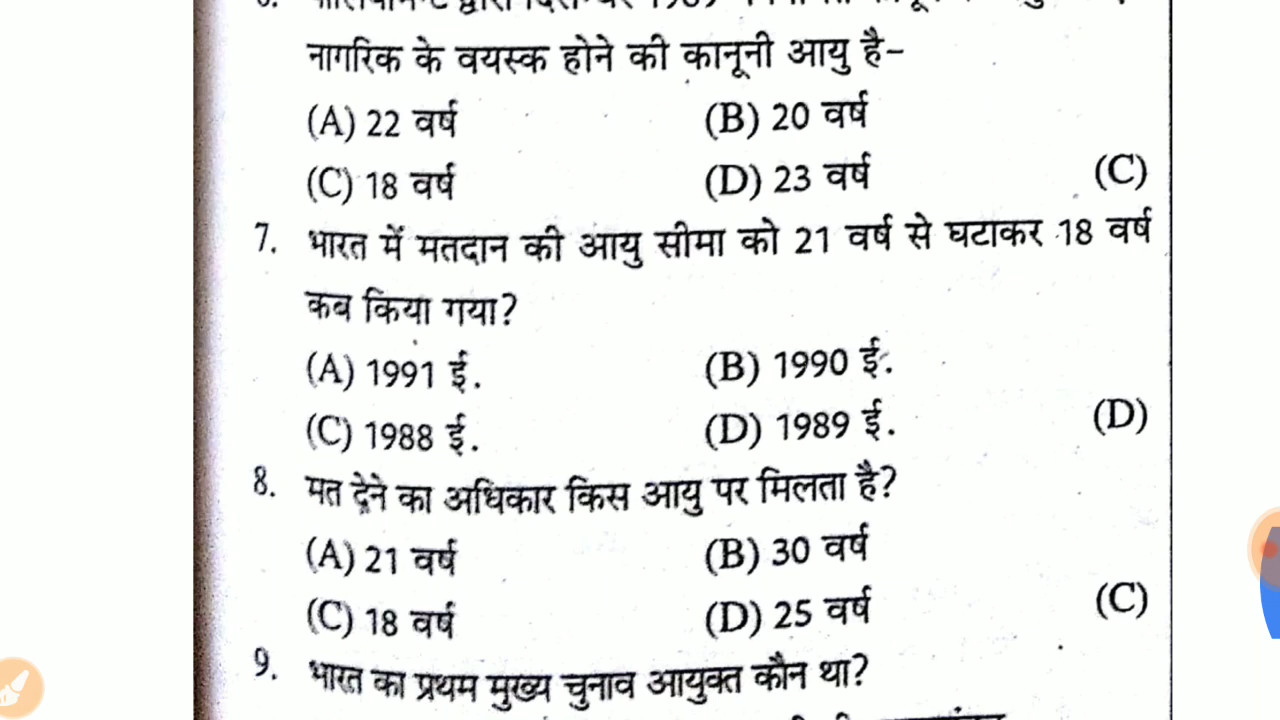 नागरिक के वयस्क होने की कानूनी आयु है–
(A) 22 वर्ष (B) 20 वर्ष
(C) 18 वर्ष (D) 23 वर्ष (C)
7. भारत में मतदान की आयु सीमा को 21 वर्ष से घटाकर 18 वर्ष
कब किया गया?
(A) 1991 ई. (B) 1990 ई.
(C) 1988 ई. (D) 1989 ई. (D)
8. मत देने का अधिकार किस आयु पर मिलता है?
(A) 21 वर्ष (B) 30 वर्ष
(C) 18 वर्ष (D) 25 वर्ष (C)
9. भारत का प्रथम मुख्य चुनाव आयुक्त कौन था?